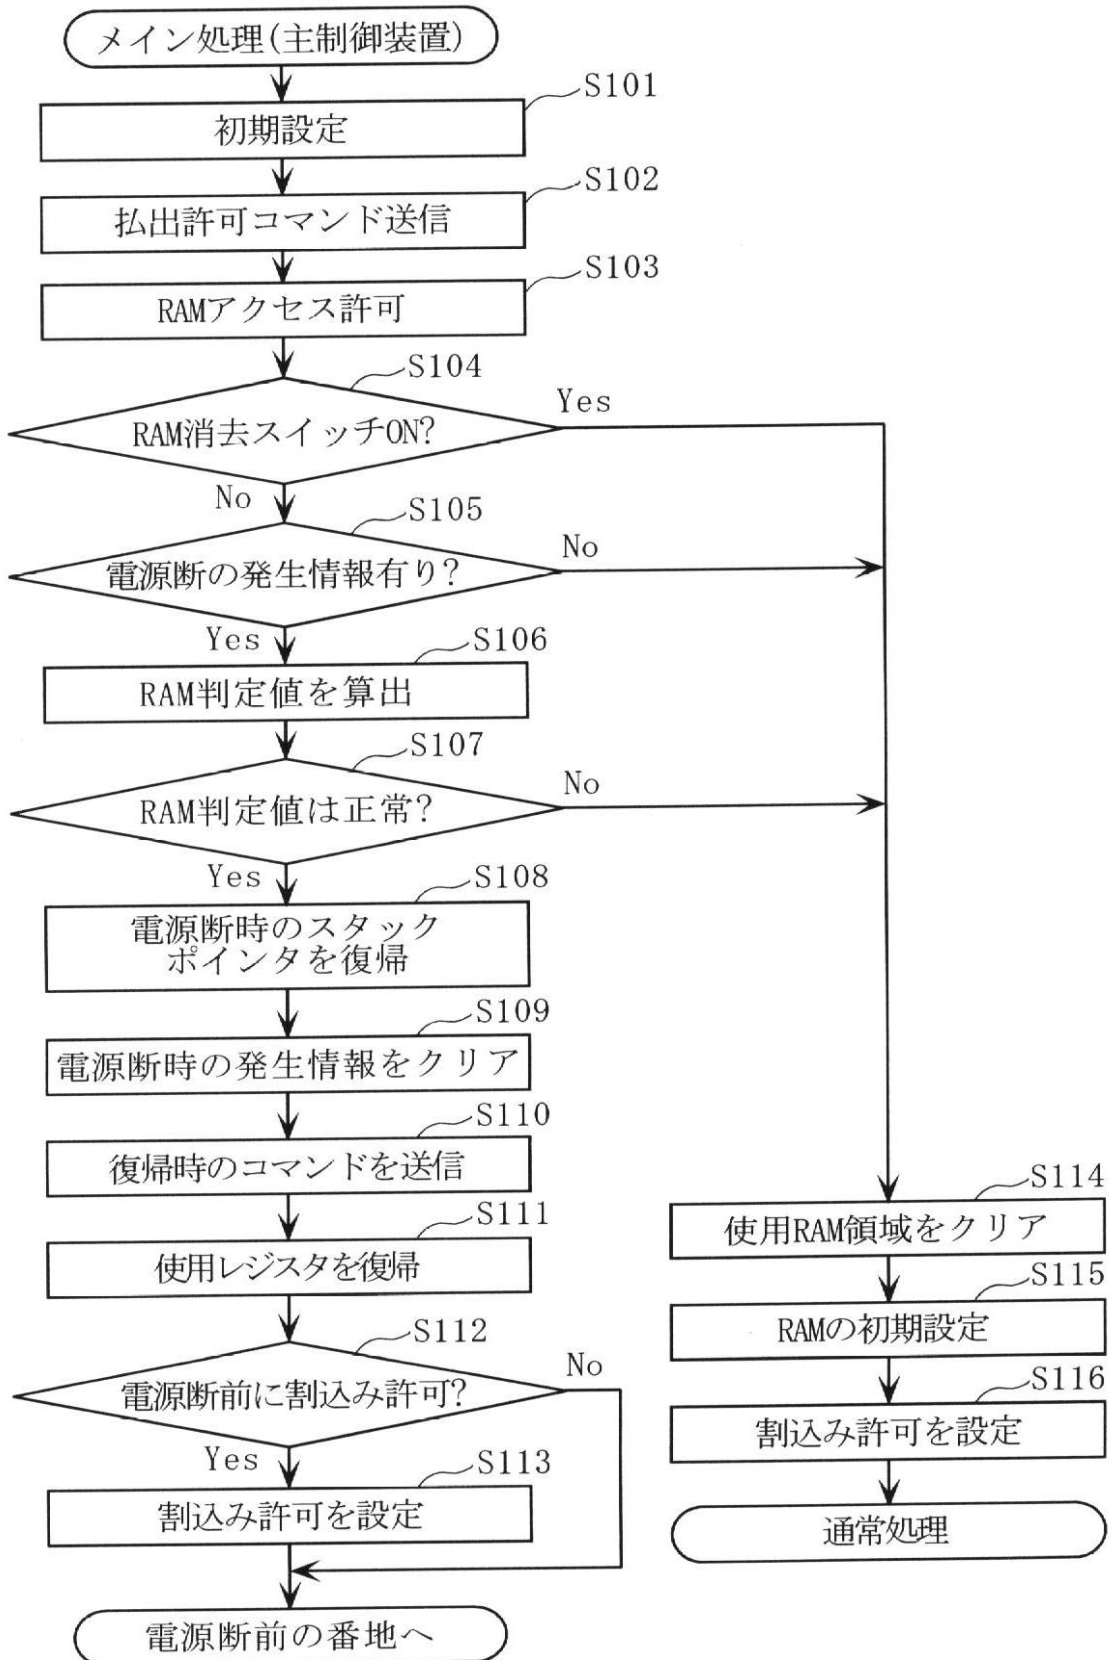 メイン処理(主制御装置)
S101
初期設定
S102
払出許可コマンド送信
S103
RAMアクセス許可
S104
RAM消去スイッチON?
Yes
No
S105
電源断の発生情報有り?
No
Yes
S106
RAM判定値を算出
S107
RAM判定値は正常?
No
Yes
S108
電源断時のスタック
ポインタを復帰
S109
電源断時の発生情報をクリア
S110
復帰時のコマンドを送信
S111
使用レジスタを復帰
S112
電源断前に割込み許可?
No
Yes
S113
割込み許可を設定
電源断前の番地へ
S114
使用RAM領域をクリア
S115
RAMの初期設定
S116
割込み許可を設定
通常処理